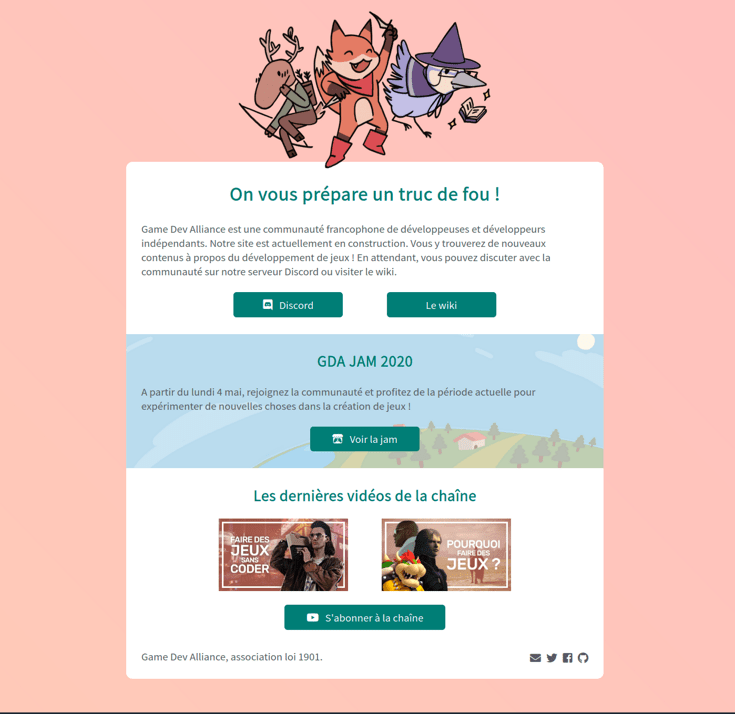 On vous prépare un truc de fou !
Game Dev Alliance est une communauté francophone de développeuses et développeurs
indépendants. Notre site est actuellement en construction. Vous y trouverez de nouveaux
contenus à propos du développement de jeux ! En attendant, vous pouvez discuter avec la
communauté sur notre serveur Discord ou visiter le wiki.
Discord
Le wiki
GDA JAM 2020
A partir du lundi 4 mai, rejoignez la communauté et profitez de la période actuelle pour
expérimenter de nouvelles choses dans la création de jeux !
Voir la jam
Les dernières vidéos de la chaîne
FAIRE DES
JEUX
SANS
CODER
POURQUOI
FAIRE DES
JEUX ?
S'abonner à la chaîne
Game Dev Alliance, association loi 1901.